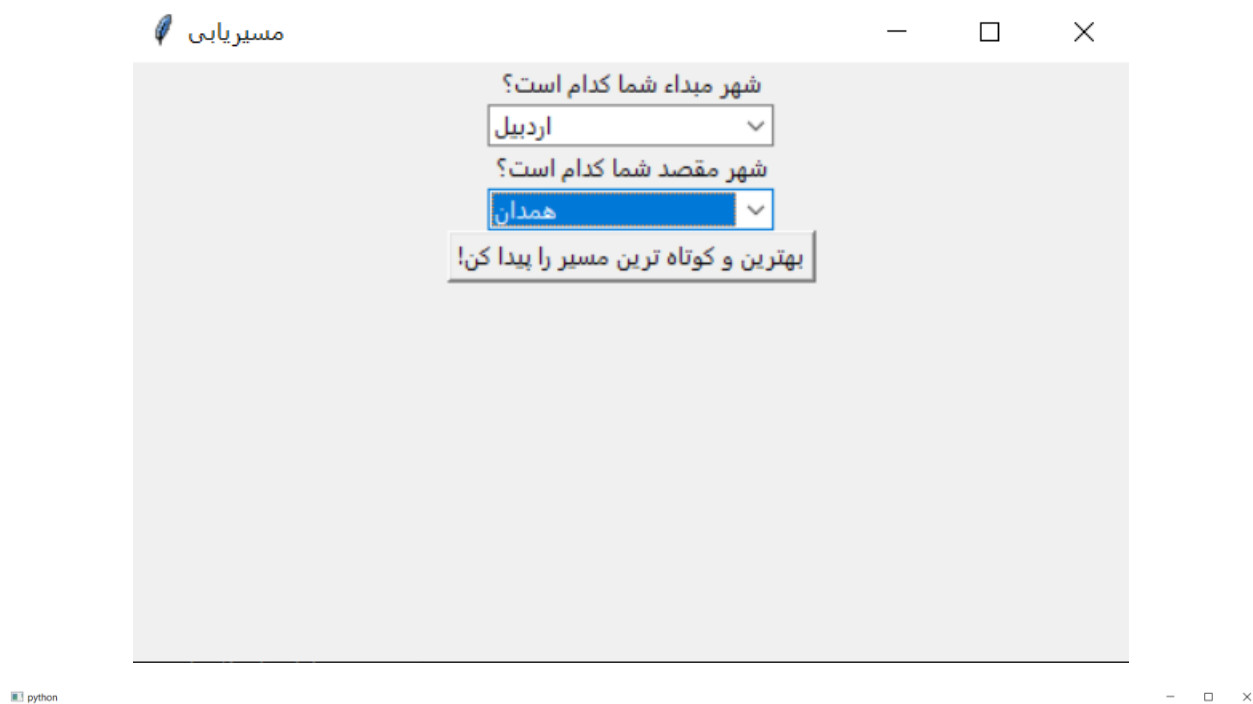 مسیریابی
شهر مبداء شما کدام است؟
اردبیل
شهر مقصد شما کدام است؟
همدان
بهترین و کوتاه ترین مسیر را پیدا کن!
python